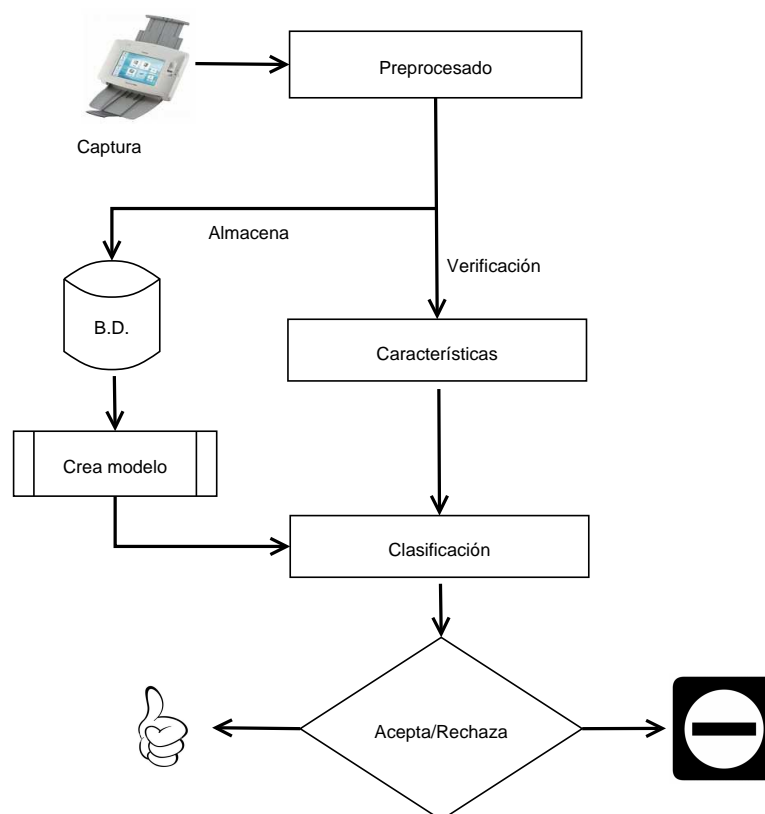 Preprocesado
Captura
Almacena
Verificación
B.D.
Características
Crea modelo
Clasificación
Acepta/Rechaza